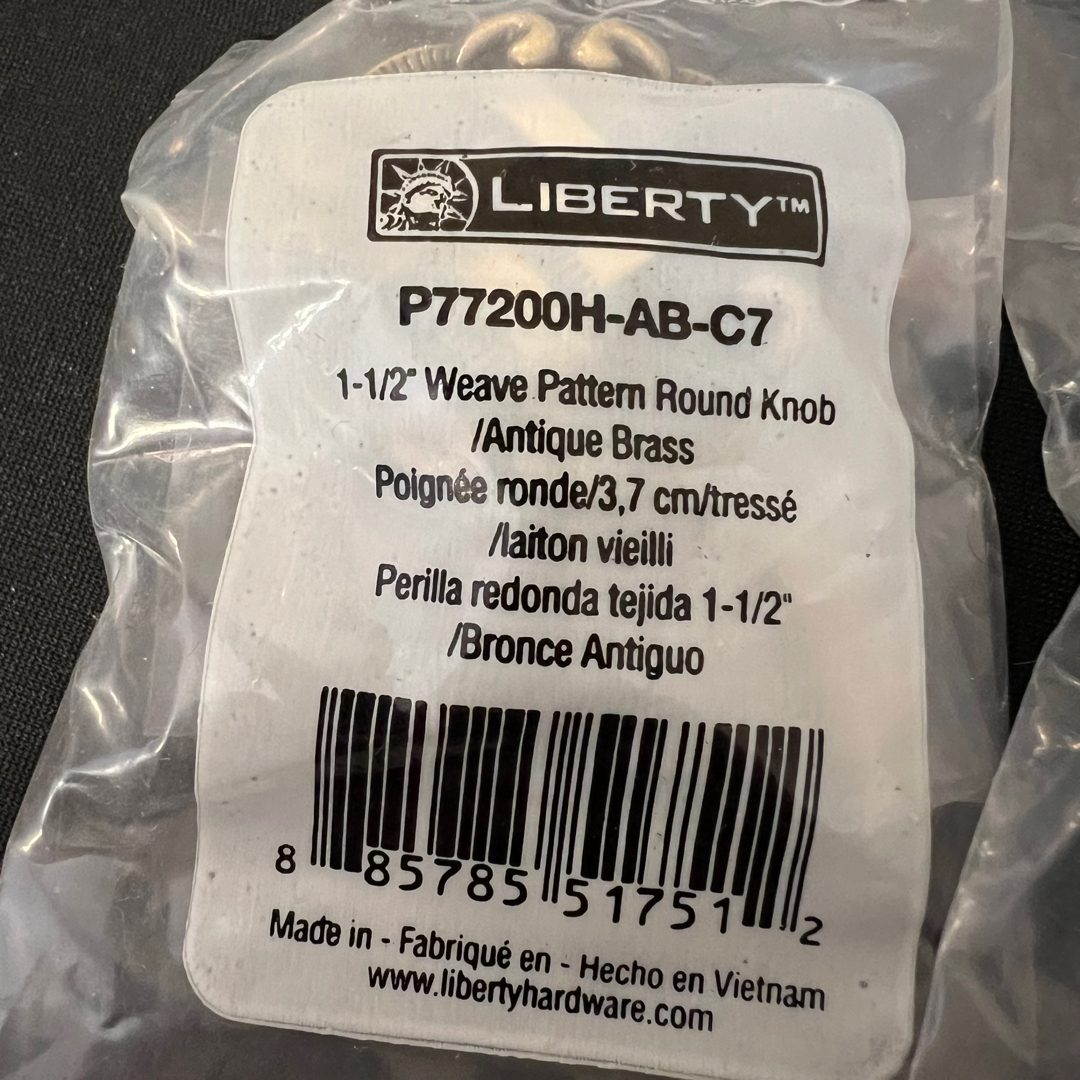 LIBERTY™
P77200H-AB-C7
1-1/2" Weave Pattern Round Knob
/Antique Brass
Poignée ronde/3,7 cm/tressé
/laiton vieilli
Perilla redonda tejida 1-1/2"
/Bronce Antiguo
8 85785 51751 2
Made in - Fabriqué en - Hecho en Vietnam
www.libertyhardware.com